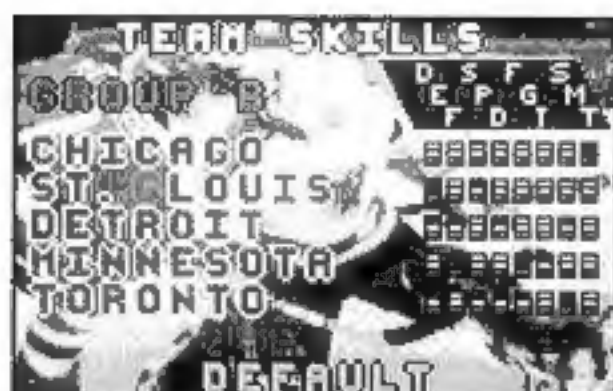 TEAM SKILLS
GROUP B
D S F S
E P G M
F D T T
CHICAGO
ST. LOUIS
DETROIT
MINNESOTA
TORONTO
DEFAULT